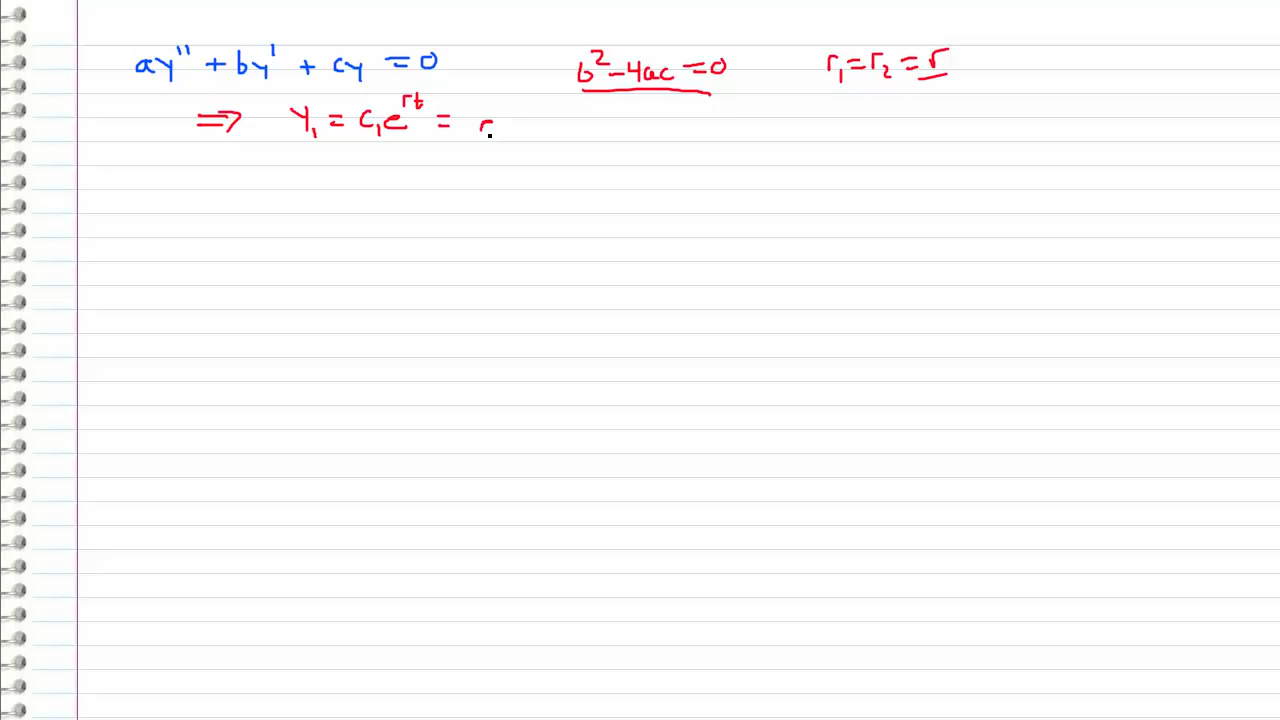 ay'' + by' + cy = 0 b² - 4ac = 0 r₁ = r₂ = r
⇒ y₁ = c₁e^{rt} =